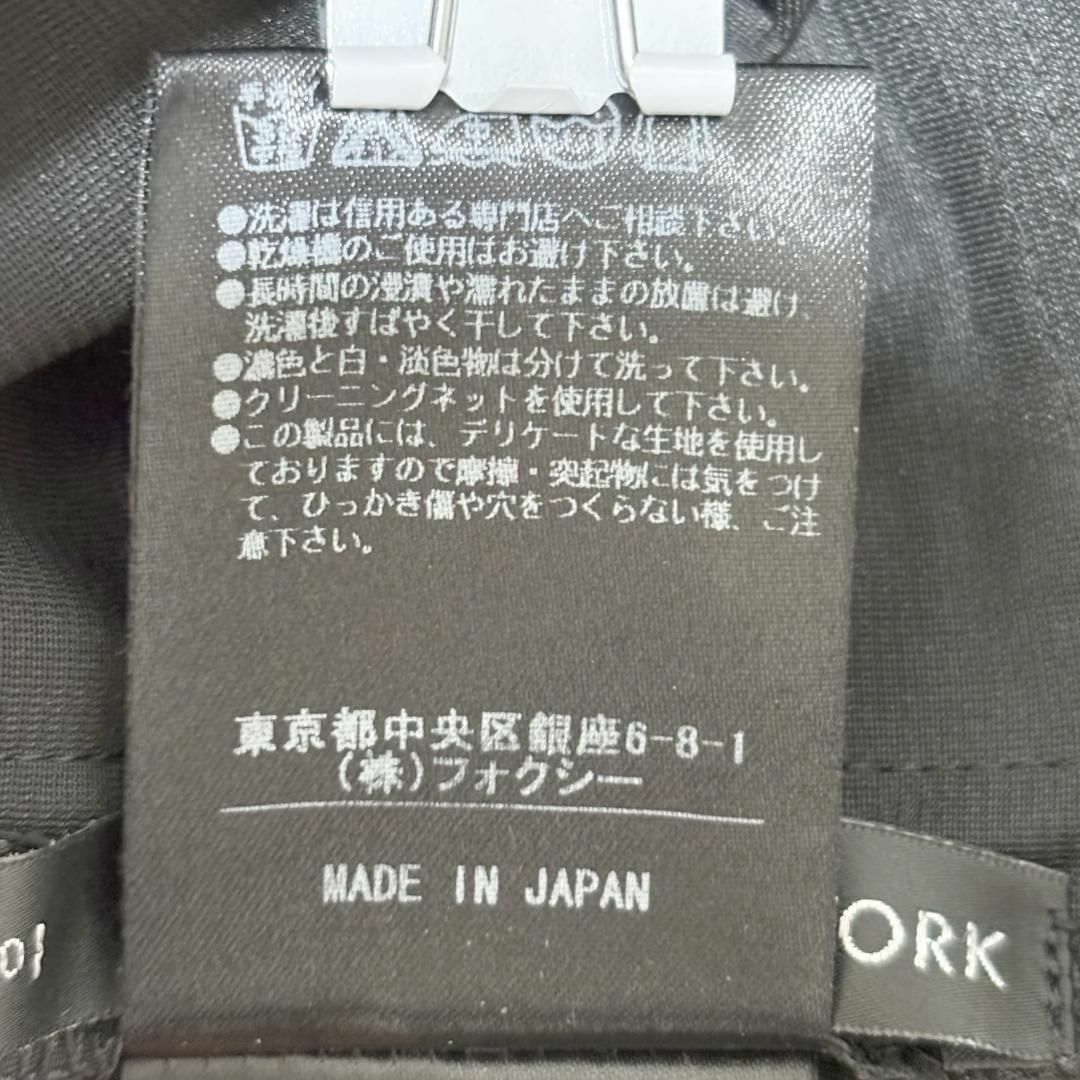 ●洗濯は信用ある専門店へご相談下さい。
●乾燥機のご使用はお避け下さい。
●長時間の浸漬や濡れたままの放置は避け、
洗濯後すばやく干して下さい。
●濃色と白・淡色物は分けて洗って下さい。
●クリーニングネットを使用して下さい。
●この製品には、デリケートな生地を使用し
ておりますので摩擦・突起物には気をつけ
て、ひっかき傷や穴をつくらない様、ご注
意下さい。
東京都中央区銀座6-8-1
(株)フォクシー
MADE IN JAPAN
ORK